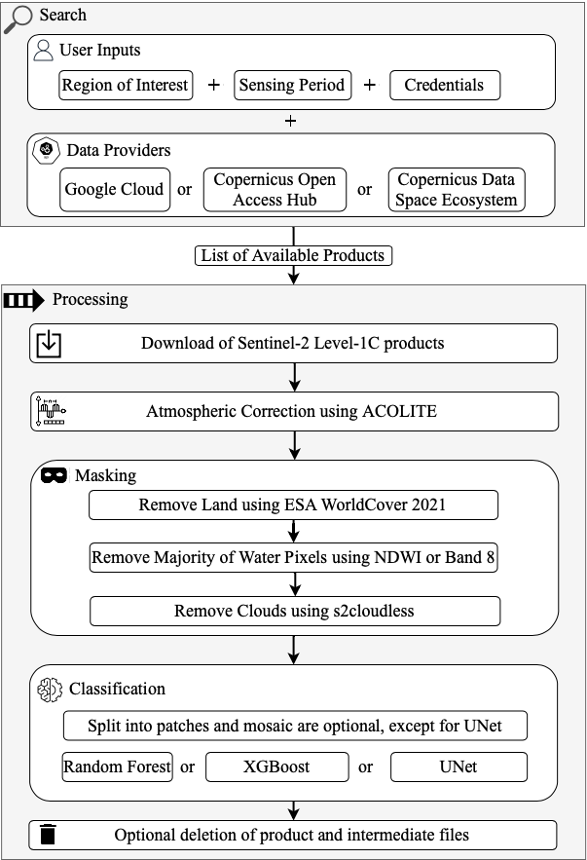 Search
User Inputs
Region of Interest + Sensing Period + Credentials
+
Data Providers
Google Cloud or Copernicus Open Access Hub or Copernicus Data Space Ecosystem
List of Available Products
Processing
Download of Sentinel-2 Level-1C products
Atmospheric Correction using ACOLITE
Masking
Remove Land using ESA WorldCover 2021
Remove Majority of Water Pixels using NDWI or Band 8
Remove Clouds using s2cloudless
Classification
Split into patches and mosaic are optional, except for UNet
Random Forest or XGBoost or UNet
Optional deletion of product and intermediate files